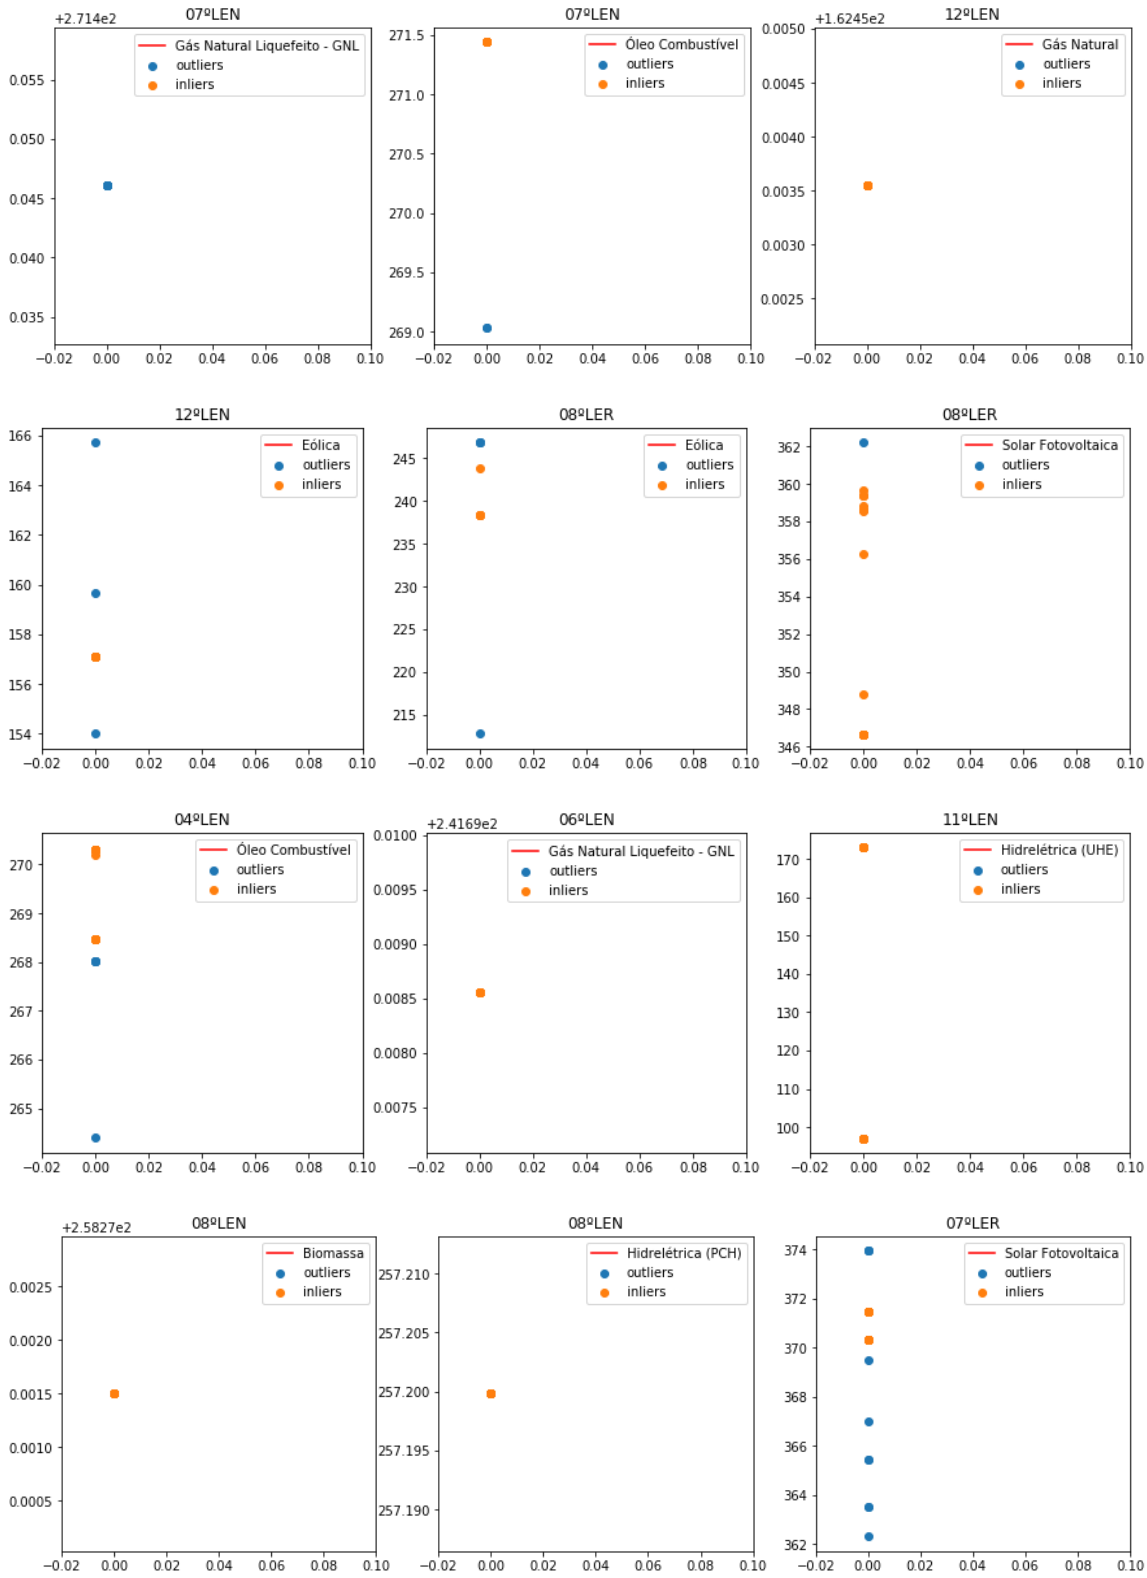 07ºLEN
+2.714e2
Gás Natural Liquefeito - GNL
outliers
inliers
0.055
0.050
0.045
0.040
0.035
−0.02 0.00 0.02 0.04 0.06 0.08 0.10
07ºLEN
Óleo Combustível
outliers
inliers
271.5
271.0
270.5
270.0
269.5
269.0
−0.02 0.00 0.02 0.04 0.06 0.08 0.10
12ºLEN
+1.6245e2
Gás Natural
outliers
inliers
0.0050
0.0045
0.0040
0.0035
0.0030
0.0025
−0.02 0.00 0.02 0.04 0.06 0.08 0.10
12ºLEN
Eólica
outliers
inliers
166
164
162
160
158
156
154
−0.02 0.00 0.02 0.04 0.06 0.08 0.10
08ºLER
Eólica
outliers
inliers
245
240
235
230
225
220
215
−0.02 0.00 0.02 0.04 0.06 0.08 0.10
08ºLER
Solar Fotovoltaica
outliers
inliers
362
360
358
356
354
352
350
348
346
−0.02 0.00 0.02 0.04 0.06 0.08 0.10
04ºLEN
Óleo Combustível
outliers
inliers
270
269
268
267
266
265
−0.02 0.00 0.02 0.04 0.06 0.08 0.10
06ºLEN
+2.4169e2
Gás Natural Liquefeito - GNL
outliers
inliers
0.0100
0.0095
0.0090
0.0085
0.0080
0.0075
−0.02 0.00 0.02 0.04 0.06 0.08 0.10
11ºLEN
Hidrelétrica (UHE)
outliers
inliers
170
160
150
140
130
120
110
100
−0.02 0.00 0.02 0.04 0.06 0.08 0.10
08ºLEN
+2.5827e2
Biomassa
outliers
inliers
0.0025
0.0020
0.0015
0.0010
0.0005
−0.02 0.00 0.02 0.04 0.06 0.08 0.10
08ºLEN
Hidrelétrica (PCH)
outliers
inliers
257.210
257.205
257.200
257.195
257.190
−0.02 0.00 0.02 0.04 0.06 0.08 0.10
07ºLER
Solar Fotovoltaica
outliers
inliers
374
372
370
368
366
364
362
−0.02 0.00 0.02 0.04 0.06 0.08 0.10